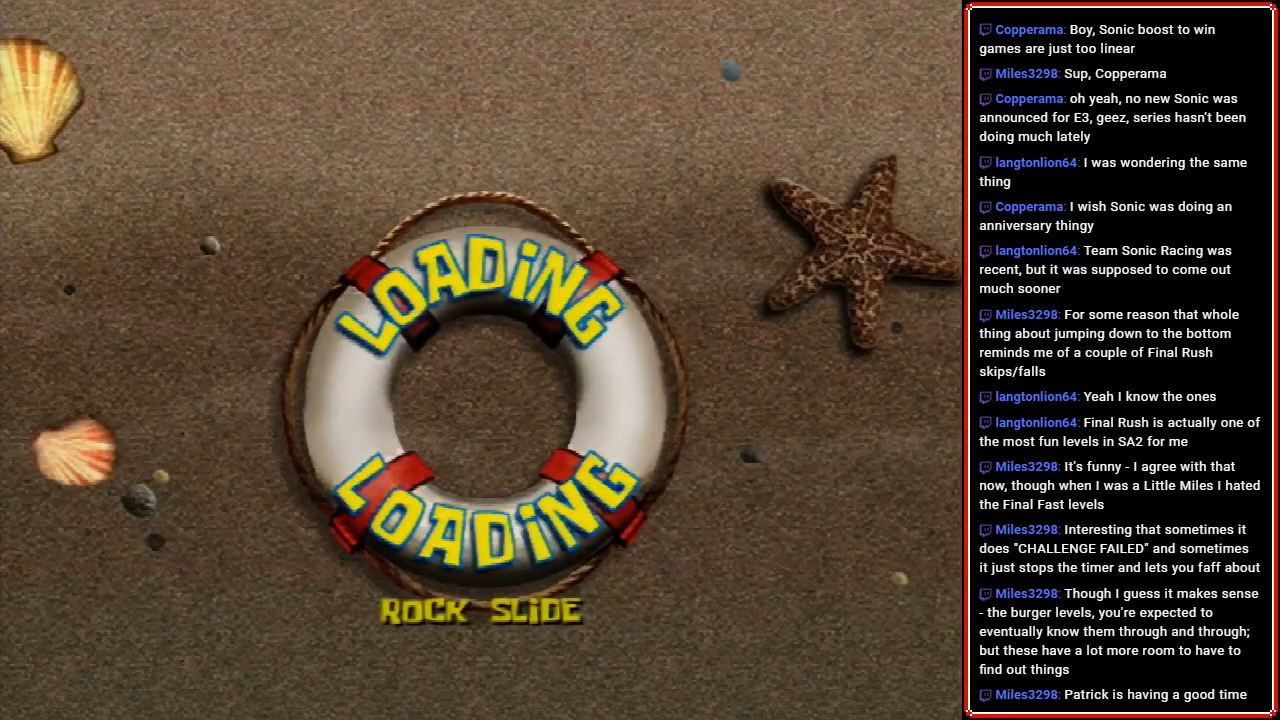 LOADING
LOADING
ROCK SLIDE
Copperama: Boy, Sonic boost to win
games are just too linear
Miles3298: Sup, Copperama
Copperama: oh yeah, no new Sonic was
announced for E3, geez, series hasn't been
doing much lately
langtonlion64: I was wondering the same
thing
Copperama: I wish Sonic was doing an
anniversary thingy
langtonlion64: Team Sonic Racing was
recent, but it was supposed to come out
much sooner
Miles3298: For some reason that whole
thing about jumping down to the bottom
reminds me of a couple of Final Rush
skips/falls
langtonlion64: Yeah I know the ones
langtonlion64: Final Rush is actually one of
the most fun levels in SA2 for me
Miles3298: It's funny - I agree with that
now, though when I was a Little Miles I hated
the Final Fast levels
Miles3298: Interesting that sometimes it
does "CHALLENGE FAILED" and sometimes
it just stops the timer and lets you faff about
Miles3298: Though I guess it makes sense
- the burger levels, you're expected to
eventually know them through and through;
but these have a lot more room to have to
find out things
Miles3298: Patrick is having a good time